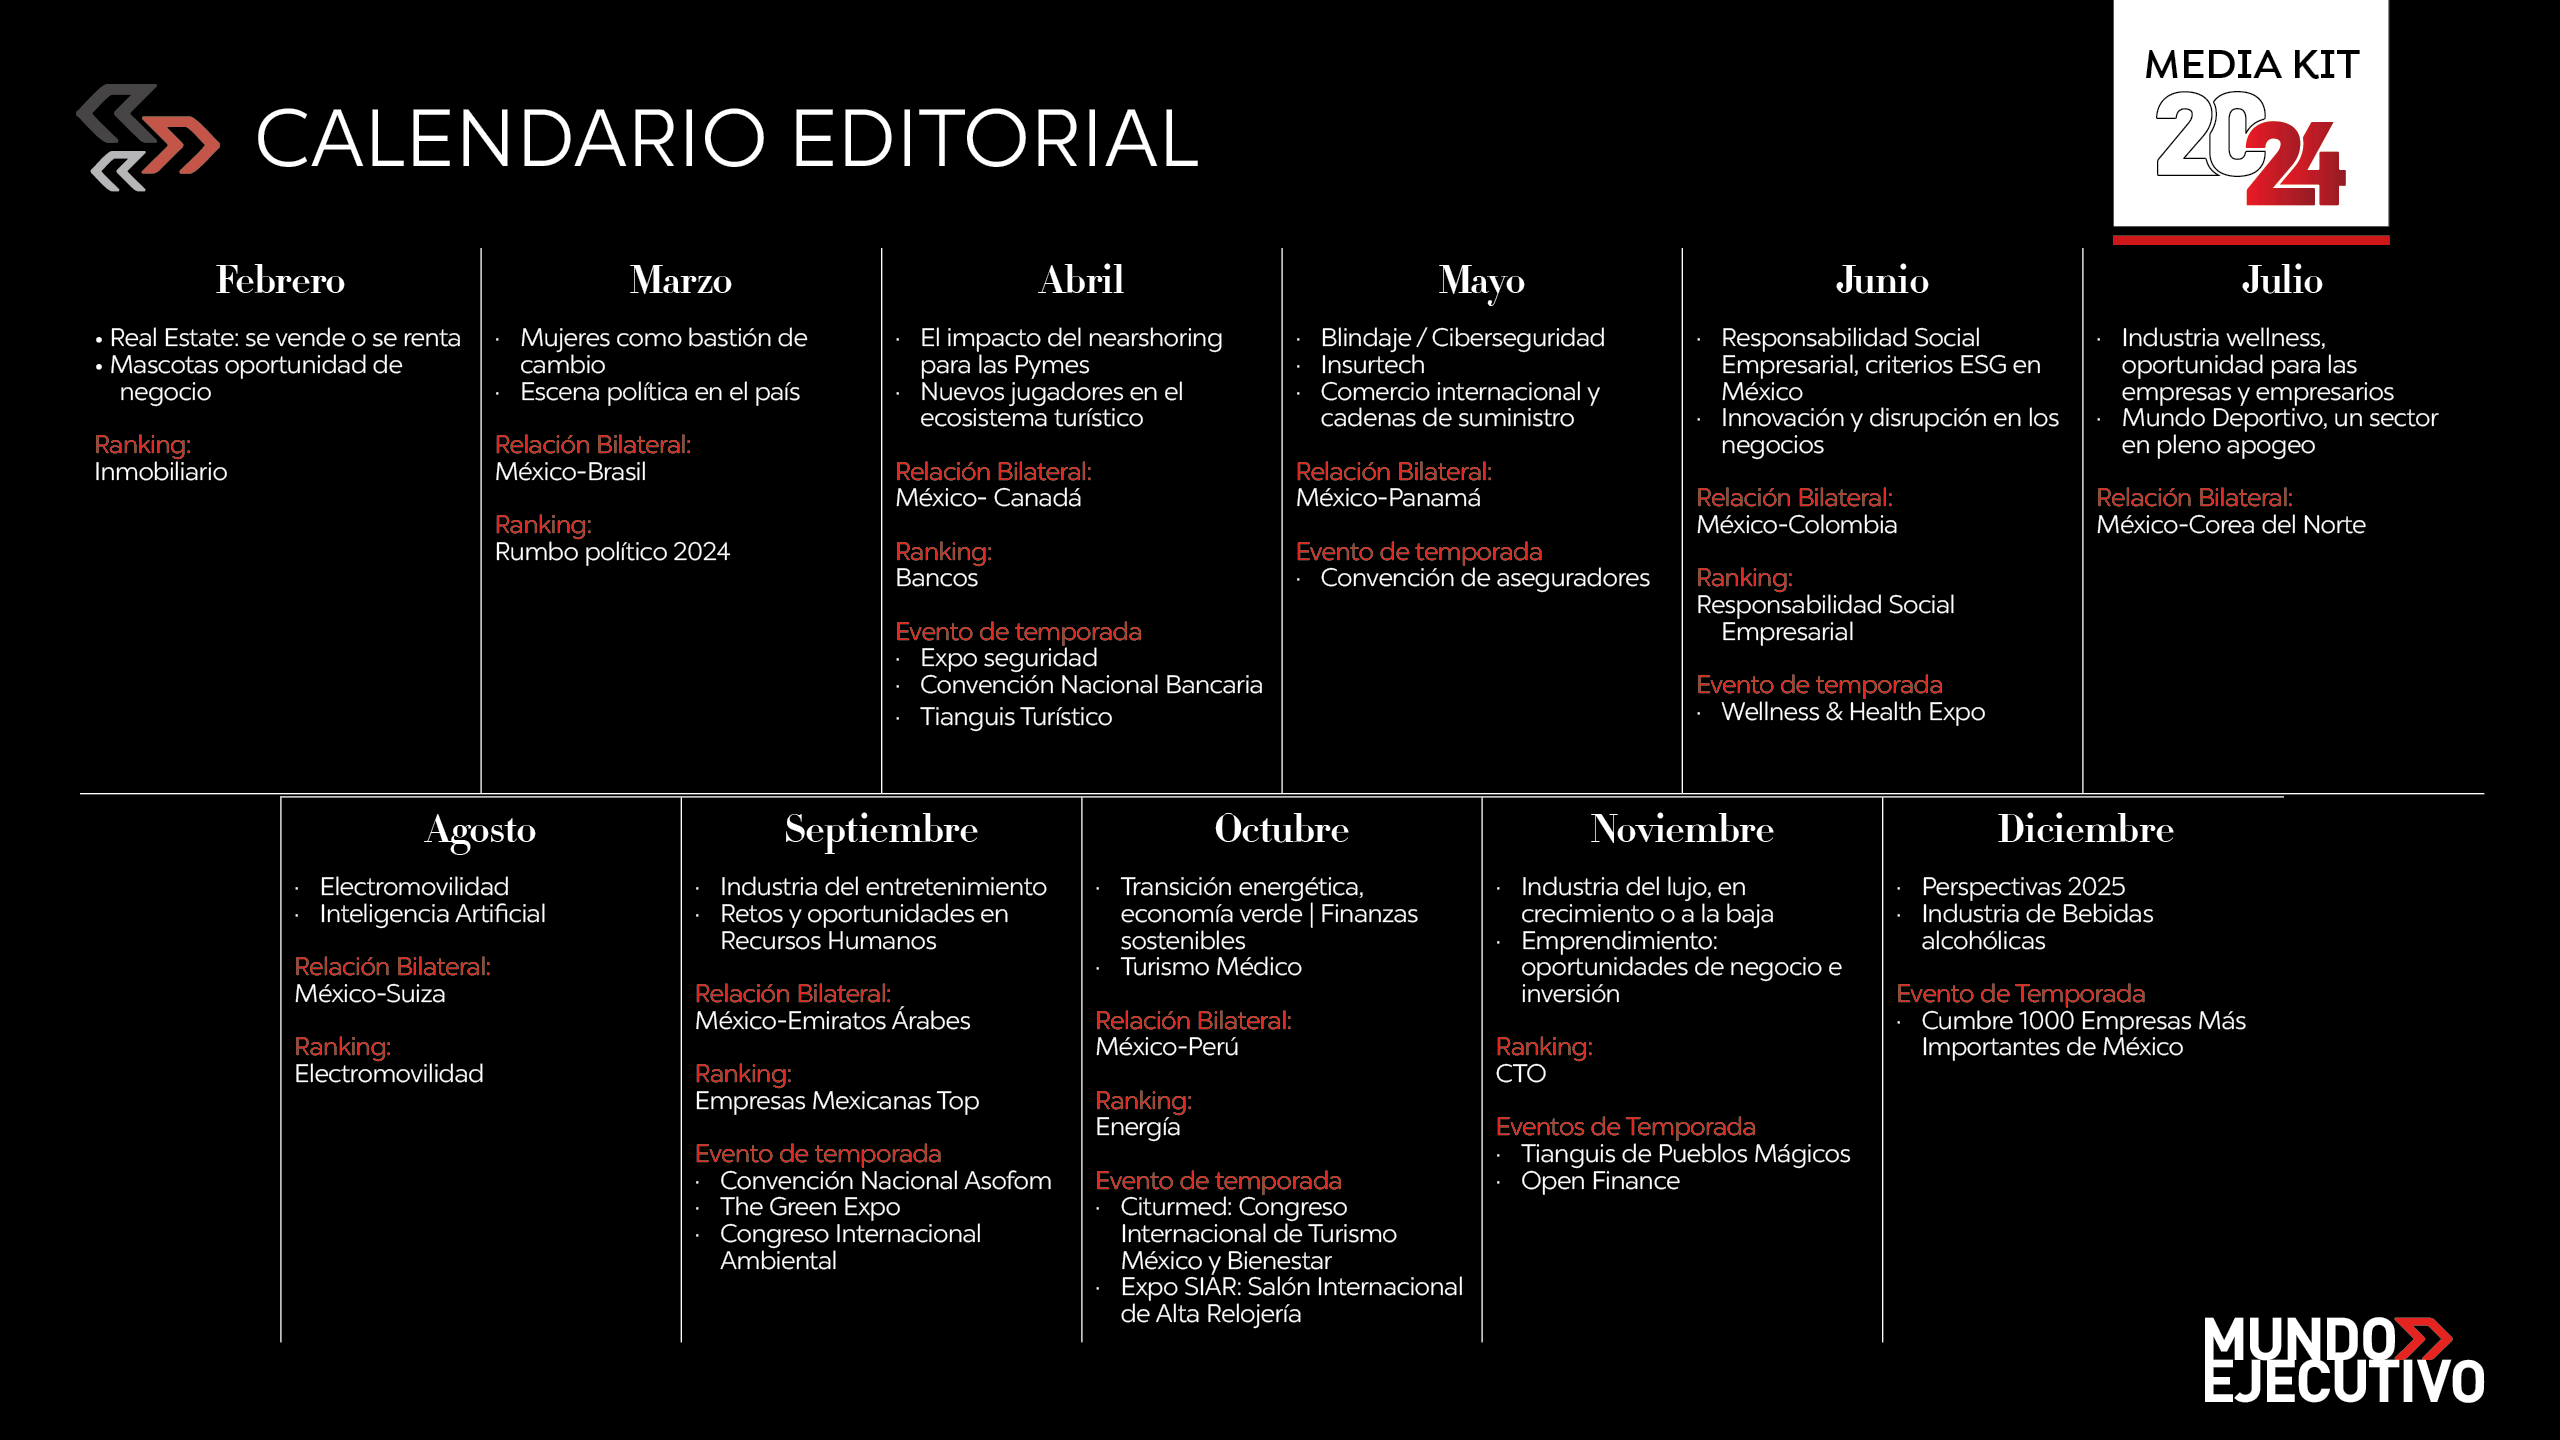 CALENDARIO EDITORIAL
MEDIA KIT
2024
Febrero
• Real Estate: se vende o se renta
• Mascotas oportunidad de
negocio
Ranking:
Inmobiliario
Marzo
· Mujeres como bastión de
cambio
· Escena política en el país
Relación Bilateral:
México-Brasil
Ranking:
Rumbo político 2024
Abril
· El impacto del nearshoring
para las Pymes
· Nuevos jugadores en el
ecosistema turístico
Relación Bilateral:
México- Canadá
Ranking:
Bancos
Evento de temporada
· Expo seguridad
· Convención Nacional Bancaria
· Tianguis Turístico
Mayo
· Blindaje / Ciberseguridad
· Insurtech
· Comercio internacional y
cadenas de suministro
Relación Bilateral:
México-Panamá
Evento de temporada
· Convención de aseguradores
Junio
· Responsabilidad Social
Empresarial, criterios ESG en
México
· Innovación y disrupción en los
negocios
Relación Bilateral:
México-Colombia
Ranking:
Responsabilidad Social
Empresarial
Evento de temporada
· Wellness & Health Expo
Julio
· Industria wellness,
oportunidad para las
empresas y empresarios
· Mundo Deportivo, un sector
en pleno apogeo
Relación Bilateral:
México-Corea del Norte
Agosto
· Electromovilidad
· Inteligencia Artificial
Relación Bilateral:
México-Suiza
Ranking:
Electromovilidad
Septiembre
· Industria del entretenimiento
· Retos y oportunidades en
Recursos Humanos
Relación Bilateral:
México-Emiratos Árabes
Ranking:
Empresas Mexicanas Top
Evento de temporada
· Convención Nacional Asofom
· The Green Expo
· Congreso Internacional
Ambiental
Octubre
· Transición energética,
economía verde | Finanzas
sostenibles
· Turismo Médico
Relación Bilateral:
México-Perú
Ranking:
Energía
Evento de temporada
· Citurmed: Congreso
Internacional de Turismo
México y Bienestar
· Expo SIAR: Salón Internacional
de Alta Relojería
Noviembre
· Industria del lujo, en
crecimiento o a la baja
· Emprendimiento:
oportunidades de negocio e
inversión
Ranking:
CTO
Eventos de Temporada
· Tianguis de Pueblos Mágicos
· Open Finance
Diciembre
· Perspectivas 2025
· Industria de Bebidas
alcohólicas
Evento de Temporada
· Cumbre 1000 Empresas Más
Importantes de México
MUNDO
EJECUTIVO